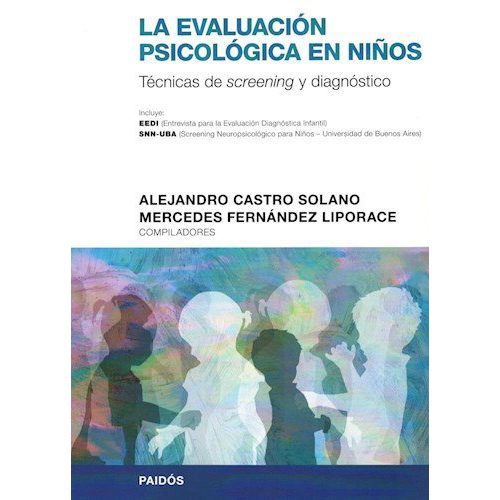 LA EVALUACIÓN
PSICOLÓGICA EN NIÑOS
Técnicas de screening y diagnóstico
Incluye:
EEDI (Entrevista para la Evaluación Diagnóstica Infantil)
SNN-UBA (Screening Neuropsicológico para Niños – Universidad de Buenos Aires)
ALEJANDRO CASTRO SOLANO
MERCEDES FERNÁNDEZ LIPORACE
COMPILADORES
PAIDÓS